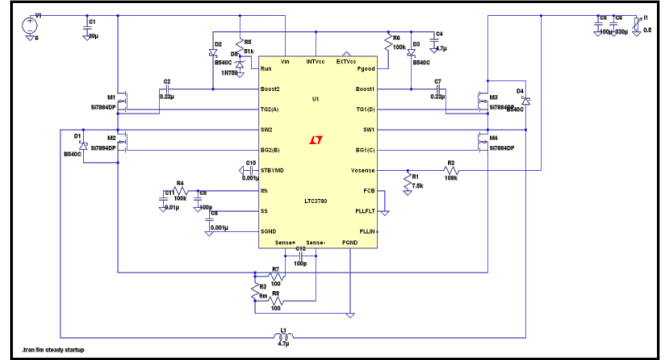 V1
6
C1
30µ
D2
B540C
R5
51k
D5
1N750
R6
100k
D3
B540C
C4
4.7µ
C5
100µ
C6
330µ
I1
0.5
Vin
INTVcc
EXTVcc
Run
Pgood
C2
0.22µ
Boost2
Boost1
C7
0.22µ
U1
M1
Si7884DP
TG2(A)
TG1(D)
M3
Si7884DP
D4
B540C
D1
B540C
SW2
SW1
M2
Si7884DP
BG2(B)
BG1(C)
M4
Si7884DP
C10
0.001µ
STBYMD
Vosense
R2
105k
R1
7.5k
R4
100k
C11
0.01µ
C9
100p
Ith
FCB
LTC3780
C8
0.001µ
SS
PLLFLT
SGND
PLLIN
Sense+
Sense-
PGND
C12
100p
R7
100
R3
R8
100
L1
4.7µ
.tran 6m steady startup